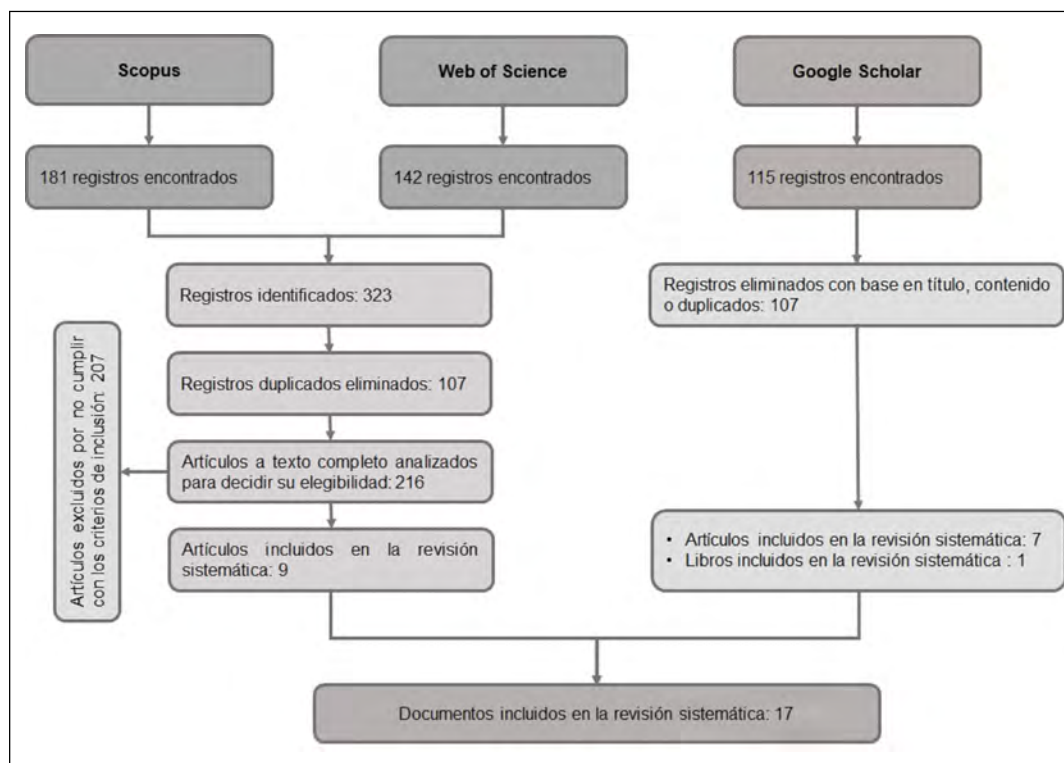 Scopus
Web of Science
Google Scholar
181 registros encontrados
142 registros encontrados
115 registros encontrados
Registros identificados: 323
Registros eliminados con base en título, contenido
o duplicados: 107
Artículos excluidos por no cumplir
con los criterios de inclusión: 207
Registros duplicados eliminados: 107
Artículos a texto completo analizados
para decidir su elegibilidad: 216
Artículos incluidos en la revisión
sistemática: 9
• Artículos incluidos en la revisión sistemática: 7
• Libros incluidos en la revisión sistemática : 1
Documentos incluidos en la revisión sistemática: 17